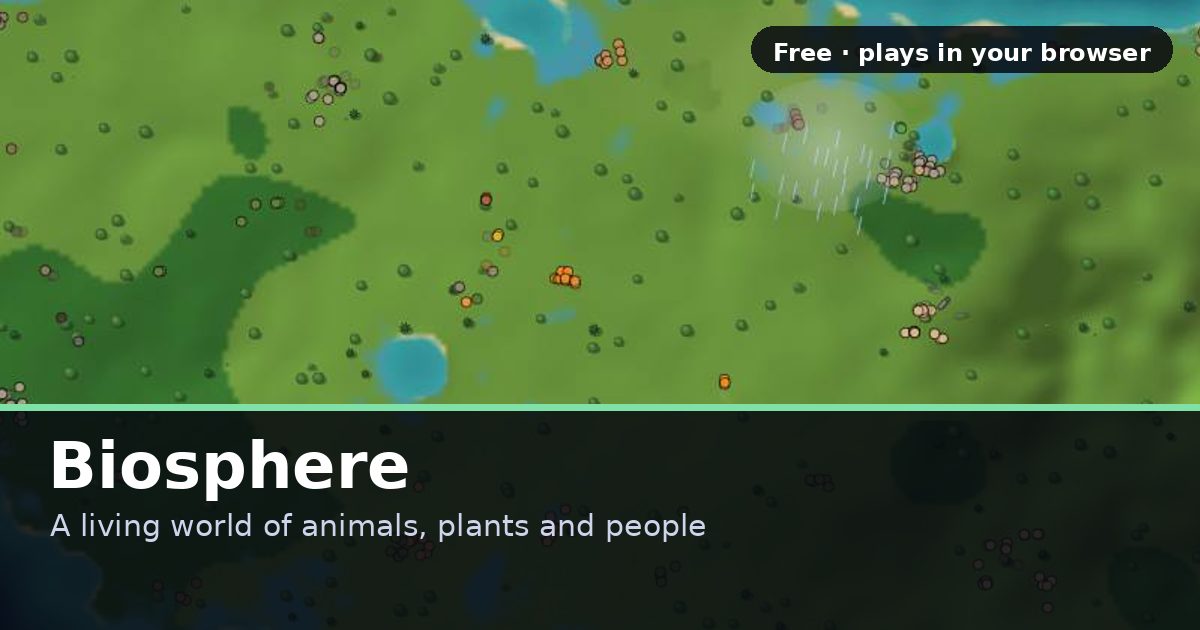 Free · plays in your browser
Biosphere
A living world of animals, plants and people